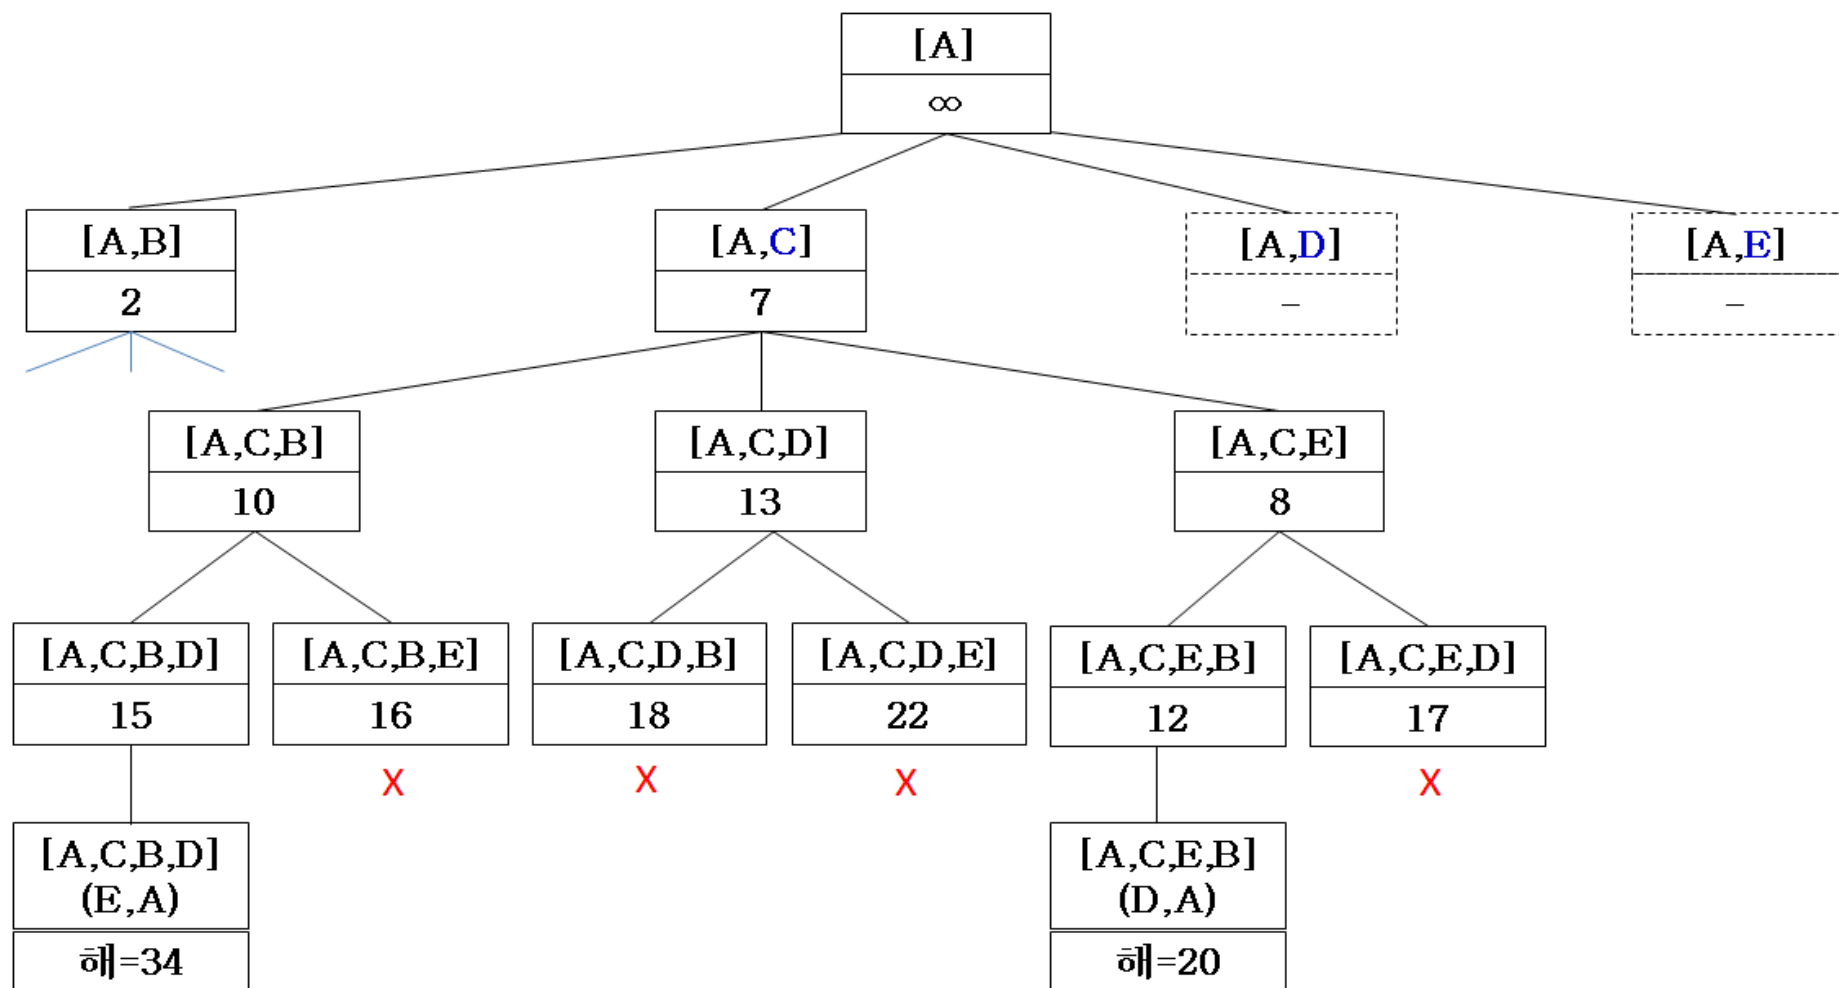 [A]
∞
[A,B]
2
[A,C]
7
[A,D]
–
[A,E]
–
[A,C,B]
10
[A,C,D]
13
[A,C,E]
8
[A,C,B,D]
15
[A,C,B,E]
16
X
[A,C,D,B]
18
X
[A,C,D,E]
22
X
[A,C,E,B]
12
[A,C,E,D]
17
X
[A,C,B,D]
(E,A)
해=34
[A,C,E,B]
(D,A)
해=20